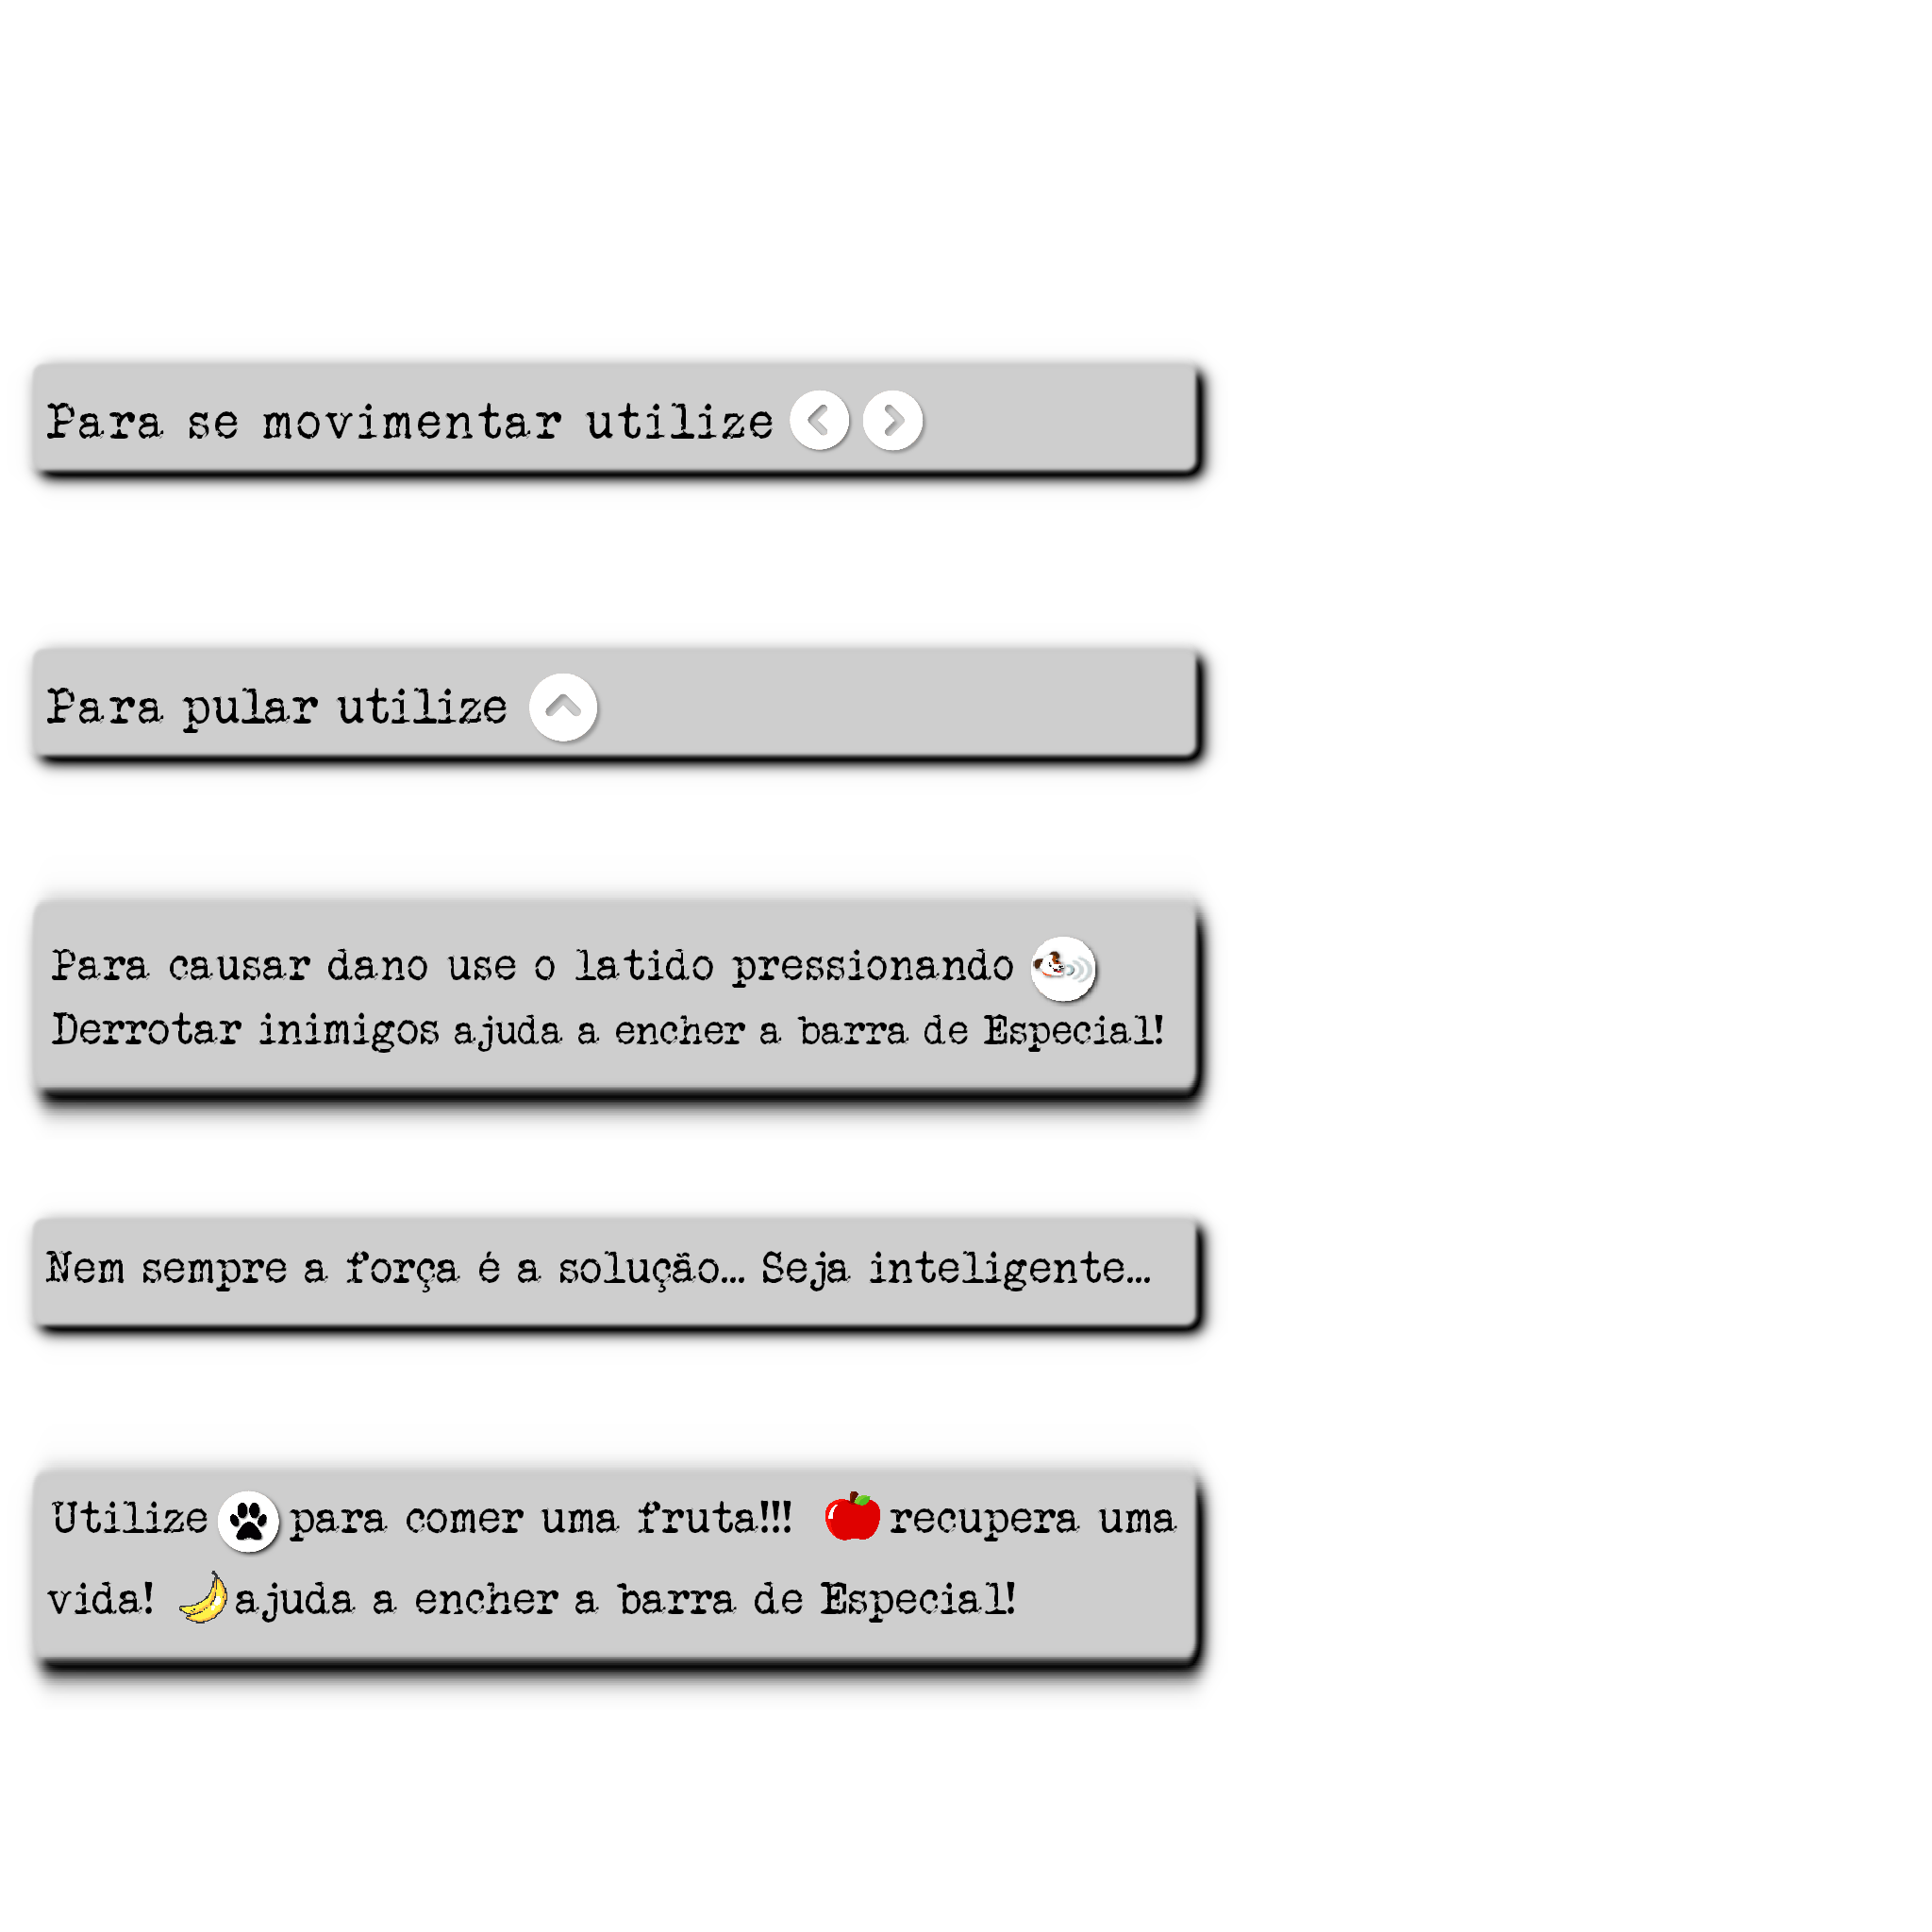 Para se movimentar utilize
Para pular utilize
Para causar dano use o latido pressionando
Derrotar inimigos ajuda a encher a barra de Especial!
Nem sempre a força é a solução... Seja inteligente...
Utilize para comer uma fruta!!! recupera uma
vida! ajuda a encher a barra de Especial!